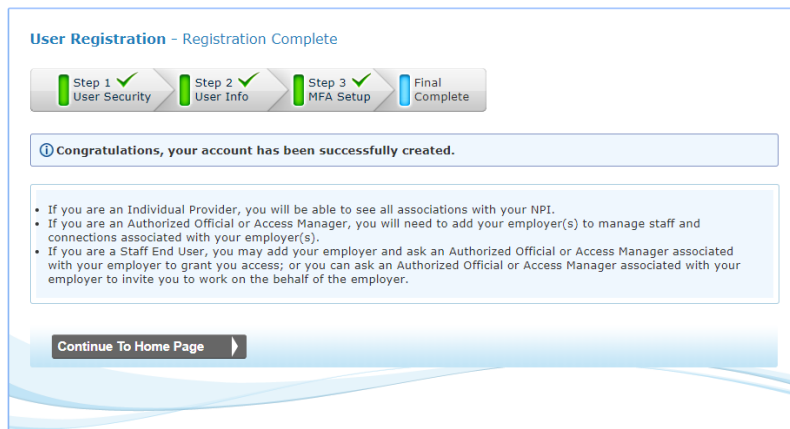 User Registration - Registration Complete
Step 1
User Security
Step 2
User Info
Step 3
MFA Setup
Final
Complete
Congratulations, your account has been successfully created.
• If you are an Individual Provider, you will be able to see all associations with your NPI.
• If you are an Authorized Official or Access Manager, you will need to add your employer(s) to manage staff and
connections associated with your employer(s).
• If you are a Staff End User, you may add your employer and ask an Authorized Official or Access Manager associated
with your employer to grant you access; or you can ask an Authorized Official or Access Manager associated with your
employer to invite you to work on the behalf of the employer.
Continue To Home Page